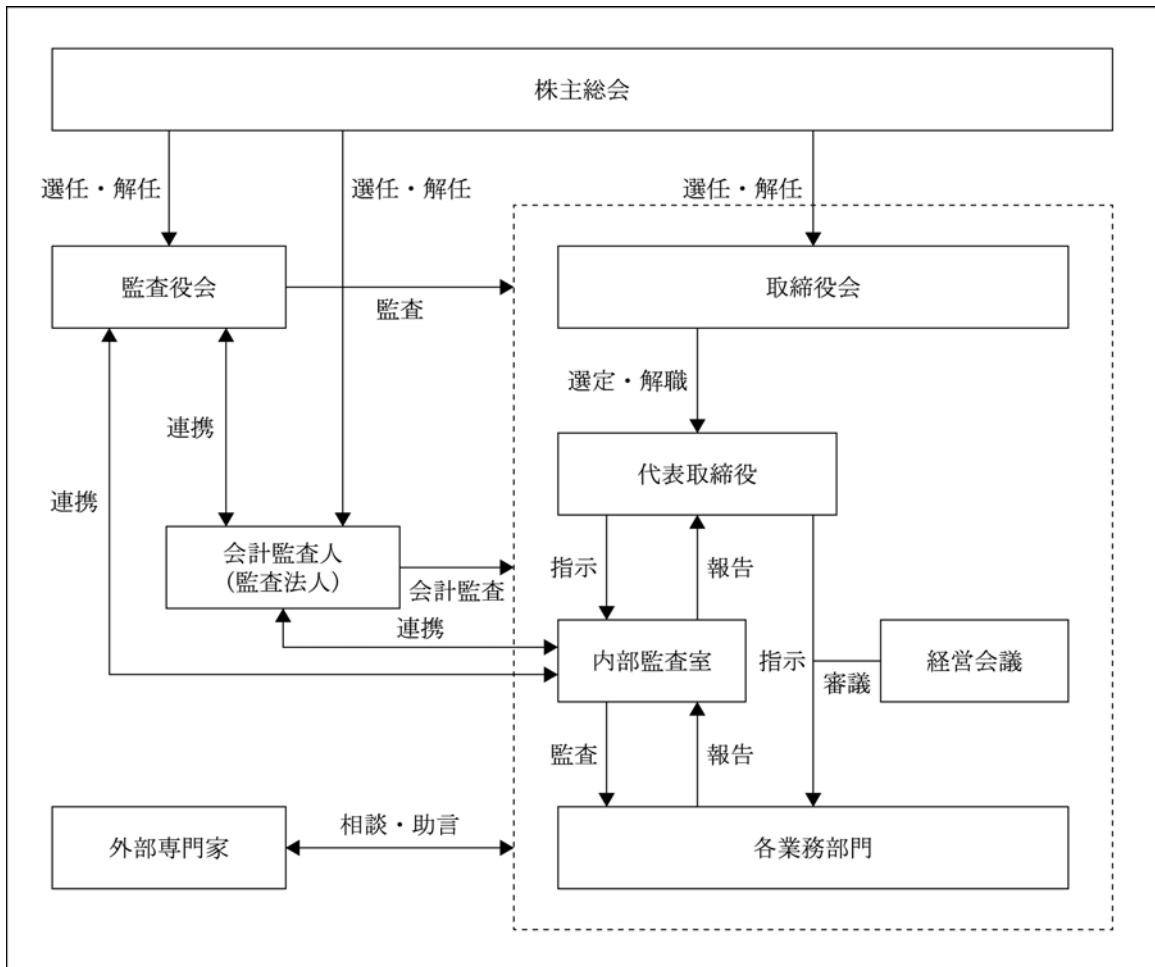 株主総会
選任・解任
選任・解任
選任・解任
監査役会
監査
取締役会
選定・解職
連携
連携
代表取締役
会計監査人
（監査法人）
会計監査
指示
報告
連携
内部監査室
指示
審議
経営会議
監査
報告
外部専門家
相談・助言
各業務部門